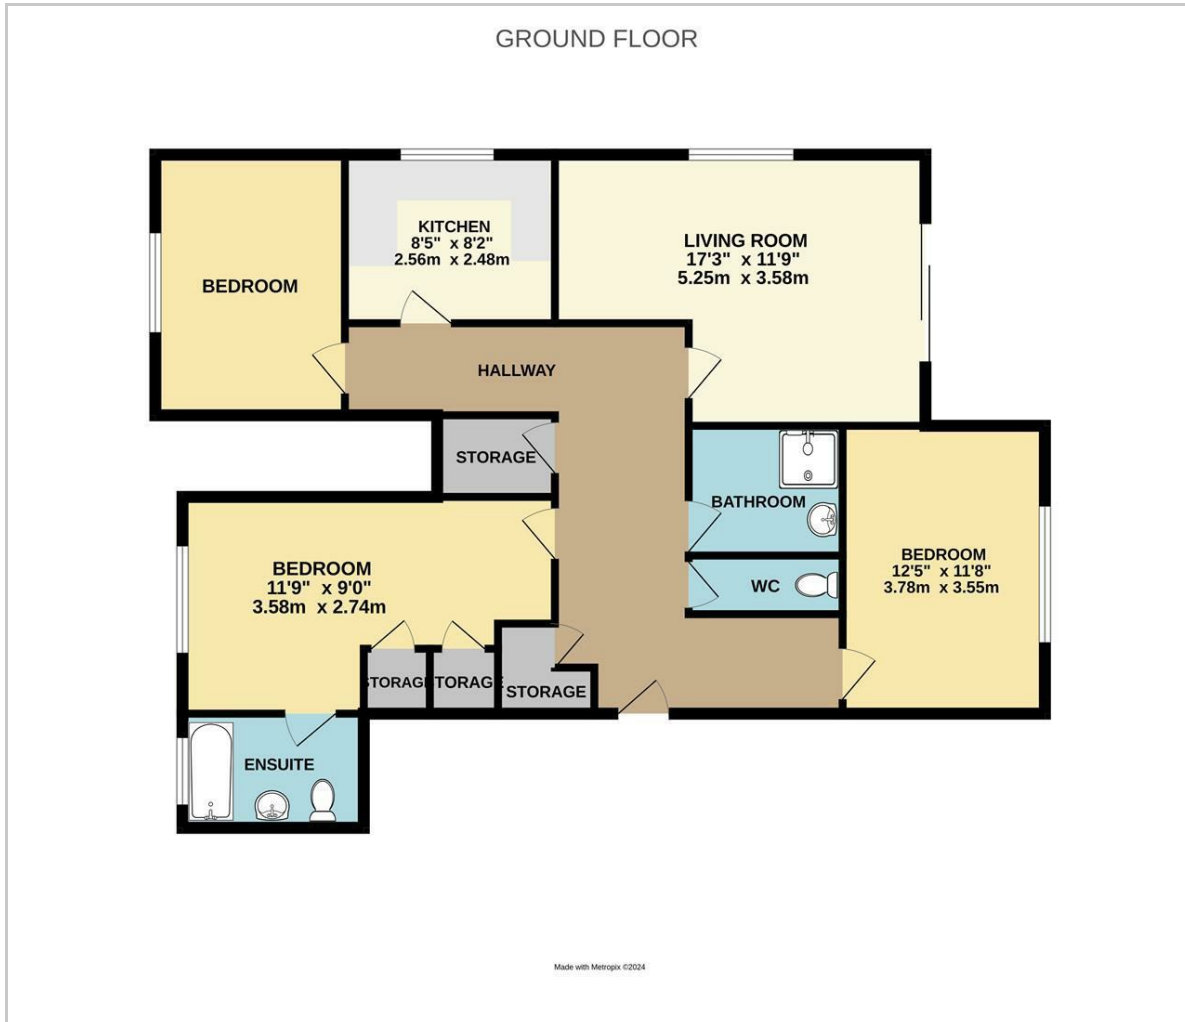 GROUND FLOOR
KITCHEN
8'5" x 8'2"
2.56m x 2.48m
LIVING ROOM
17'3" x 11'9"
5.25m x 3.58m
BEDROOM
HALLWAY
STORAGE
BATHROOM
BEDROOM
12'5" x 11'8"
3.78m x 3.55m
WC
BEDROOM
11'9" x 9'0"
3.58m x 2.74m
STORAGE
STORAGE
STORAGE
ENSUITE
Made with Metropix ©2024